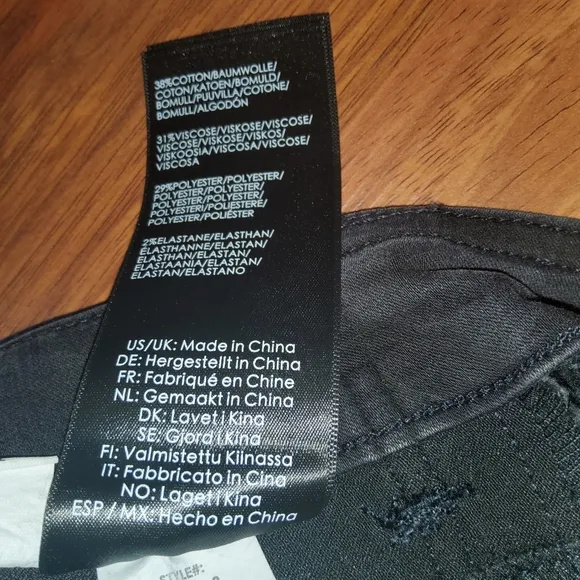 38%COTTON/BAUMWOLLE/
COTON/KATOEN/BOMULD/
BOMULL/PUUVILLA/COTONE/
BOMULL/ALGODÓN
31%VISCOSE/VISKOSE/VISCOSE/
VISCOSE/VISKOSE/VISKOS/
VISKOOSIA/VISCOSA/VISCOSE/
VISCOSA
29%POLYESTER/POLYESTER/
POLYESTER/POLYESTER/
POLYESTER/POLYESTER/
POLYESTERI/POLIESTERE/
POLYESTER/POLIÉSTER
2%ELASTANE/ELASTHAN/
ÉLASTHANNE/ELASTAN/
ELASTHAN/ELASTAN/
ELASTAANIA/ELASTAN/
ELASTAN/ELASTANO
US/UK: Made in China
DE: Hergestellt in China
FR: Fabriqué en Chine
NL: Gemaakt in China
DK: Lavet i Kina
SE: Gjord i Kina
FI: Valmistettu Kiinassa
IT: Fabbricato in Cina
NO: Laget i Kina
ESP / MX: Hecho en China
STYLE#: